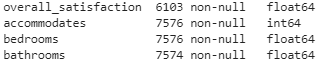 overall_satisfaction 6103 non-null float64
accommodates 7576 non-null int64
bedrooms 7576 non-null float64
bathrooms 7574 non-null float64